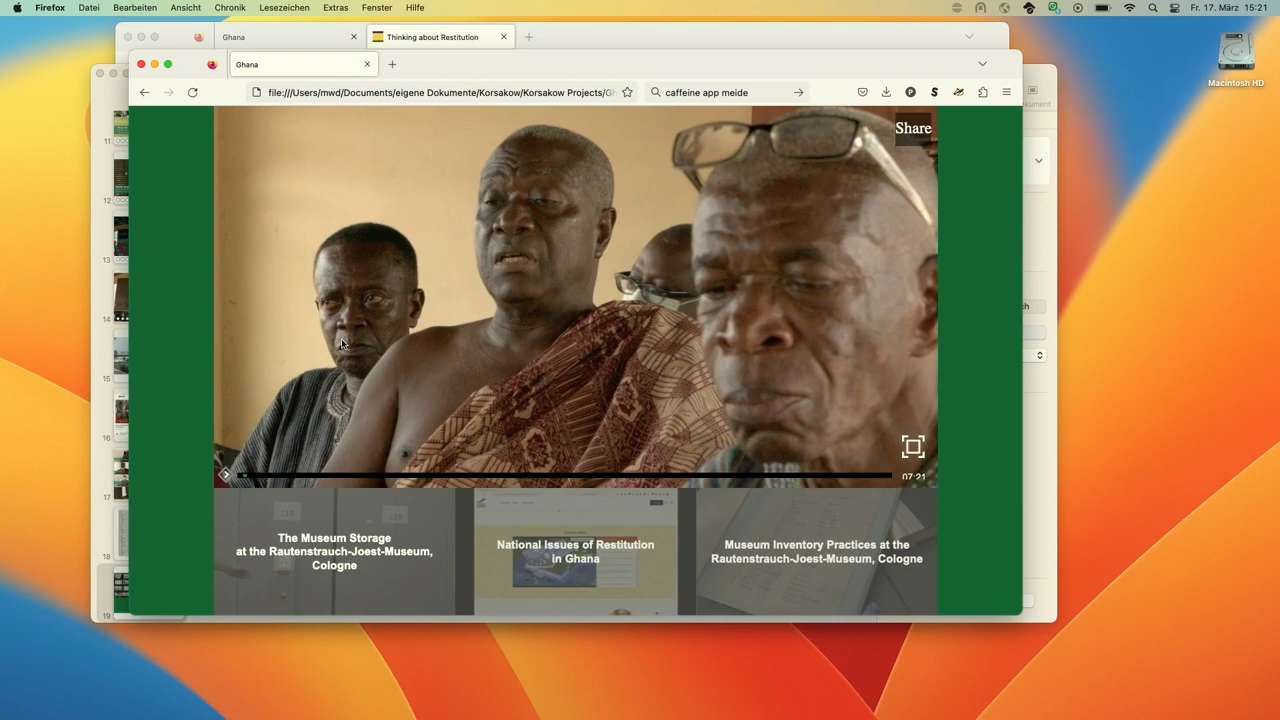 Firefox Datei Bearbeiten Ansicht Chronik Lesezeichen Extras Fenster Hilfe
Fr. 17. März 15:21
Ghana
Thinking about Restitution
Macintosh HD
Ghana
file:///Users/mwd/Documents/eigene Dokumente/Korsakow/Korsakow Projects/Gh
caffeine app meide
Share
11
12
13
14
15
16
17
18
19
07:21
The Museum Storage
at the Rautenstrauch-Joest-Museum,
Cologne
National Issues of Restitution
in Ghana
Museum Inventory Practices at the
Rautenstrauch-Joest-Museum, Cologne
218
219